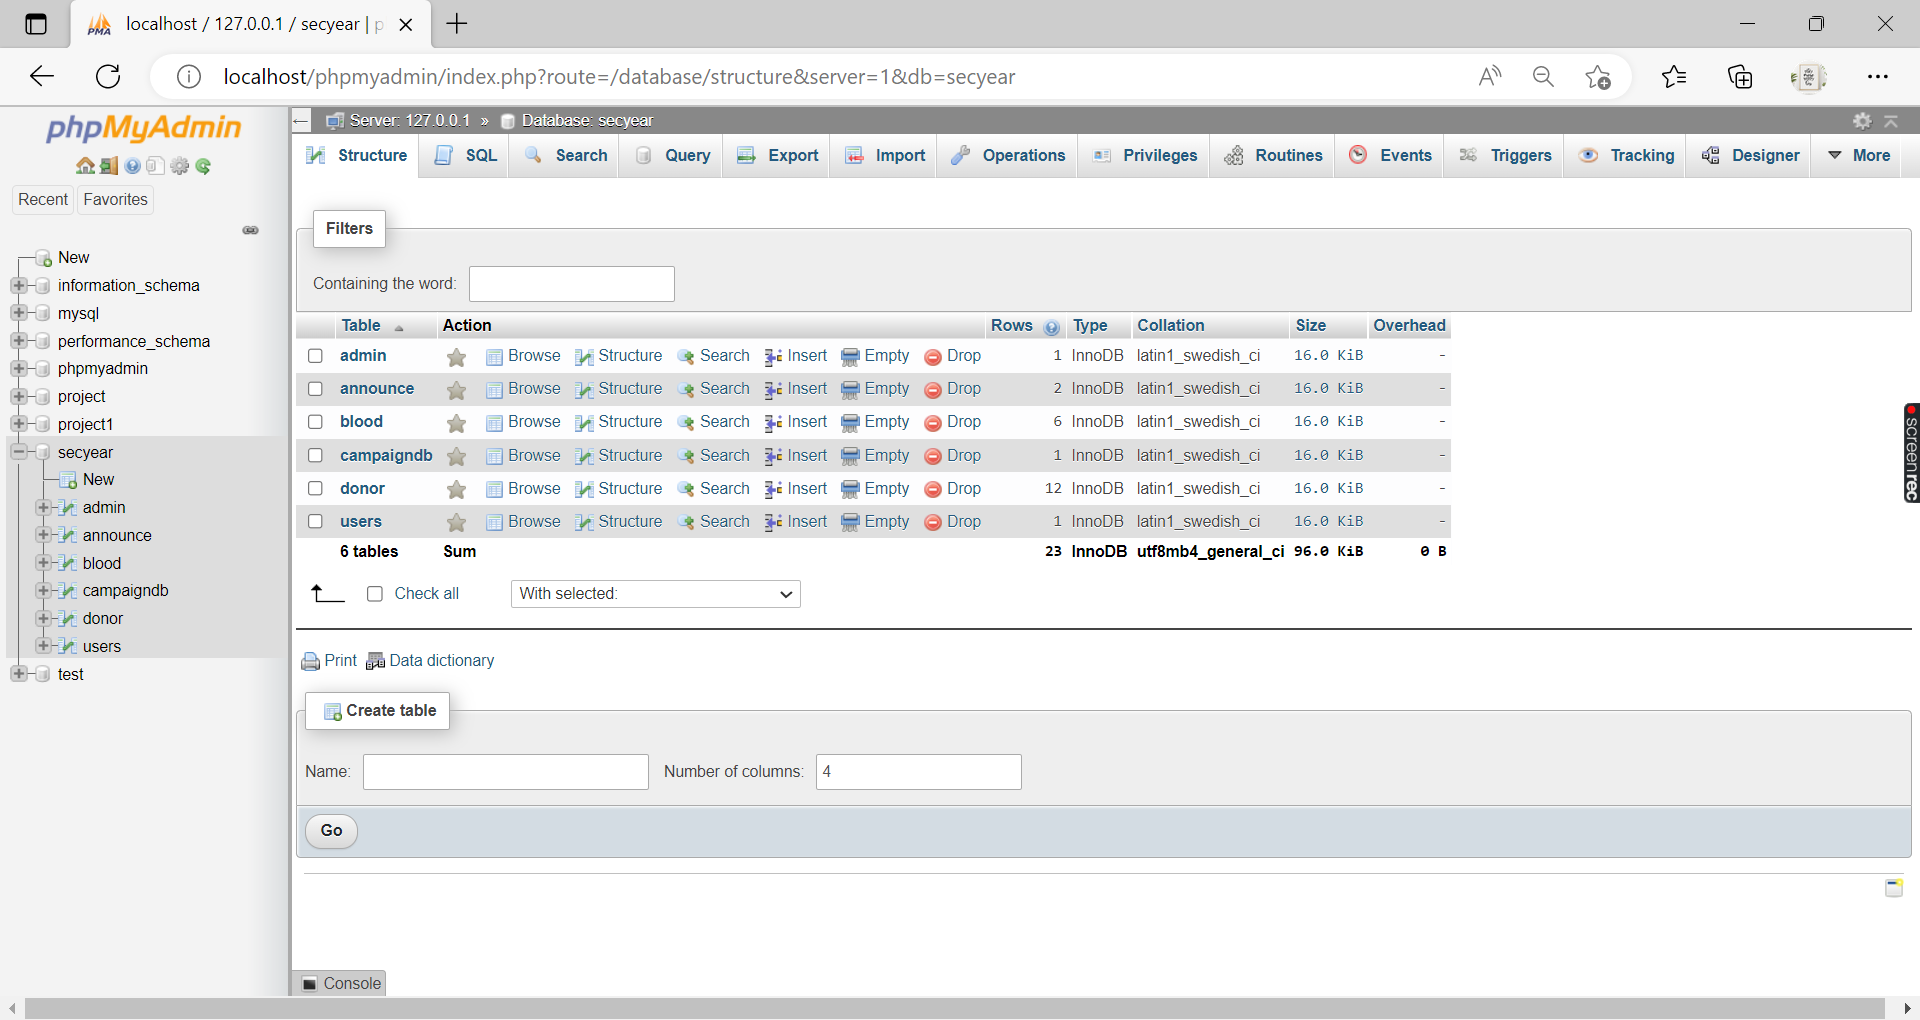 localhost / 127.0.0.1 / secyear | p
localhost/phpmyadmin/index.php?route=/database/structure&server=1&db=secyear
phpMyAdmin
Recent Favorites
New
information_schema
mysql
performance_schema
phpmyadmin
project
project1
secyear
New
admin
announce
blood
campaigndb
donor
users
test
Server: 127.0.0.1 » Database: secyear
Structure SQL Search Query Export Import Operations Privileges Routines Events Triggers Tracking Designer More
Filters
Containing the word:
Table Action Rows Type Collation Size Overhead
admin Browse Structure Search Insert Empty Drop 1 InnoDB latin1_swedish_ci 16.0 KiB -
announce Browse Structure Search Insert Empty Drop 2 InnoDB latin1_swedish_ci 16.0 KiB -
blood Browse Structure Search Insert Empty Drop 6 InnoDB latin1_swedish_ci 16.0 KiB -
campaigndb Browse Structure Search Insert Empty Drop 1 InnoDB latin1_swedish_ci 16.0 KiB -
donor Browse Structure Search Insert Empty Drop 12 InnoDB latin1_swedish_ci 16.0 KiB -
users Browse Structure Search Insert Empty Drop 1 InnoDB latin1_swedish_ci 16.0 KiB -
6 tables Sum 23 InnoDB utf8mb4_general_ci 96.0 KiB 0 B
Check all With selected:
Print Data dictionary
Create table
Name: Number of columns: 4
Go
Console
screenrec